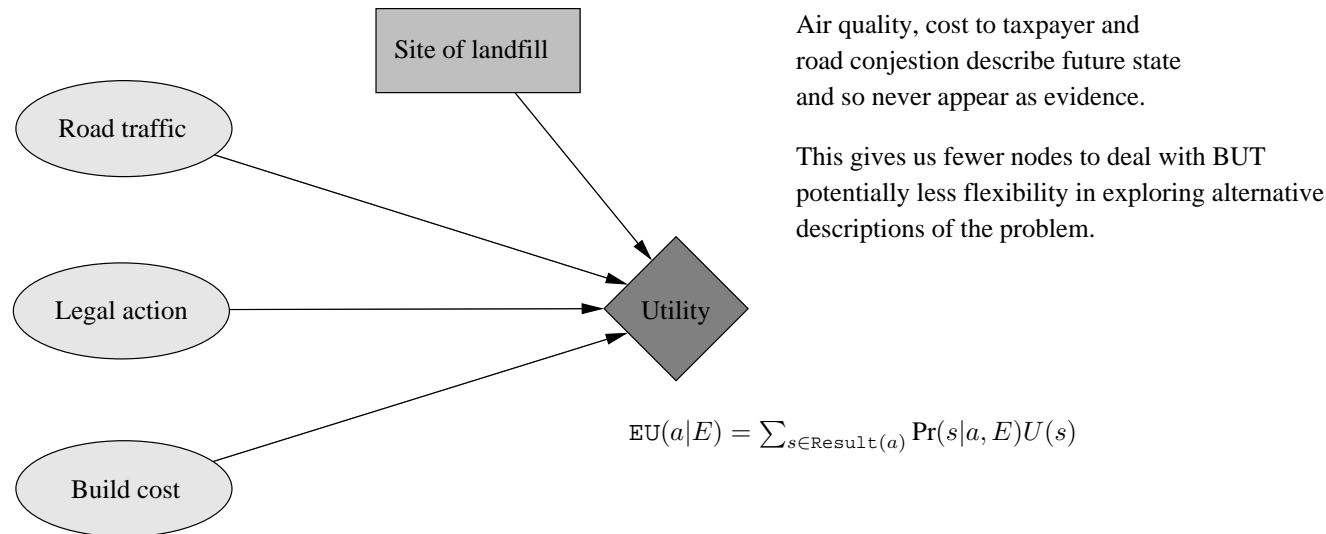 Site of landfill
Road traffic
Legal action
Build cost
Utility
Air quality, cost to taxpayer and
road conjestion describe future state
and so never appear as evidence.
This gives us fewer nodes to deal with BUT
potentially less flexibility in exploring alternative
descriptions of the problem.
EU(a|E) = ∑_{s∈Result(a)} Pr(s|a, E)U(s)